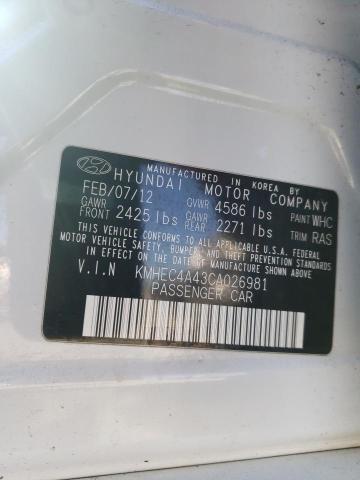 MANUFACTURED IN KOREA BY
HYUNDAI MOTOR COMPANY
FEB/07/12 GVWR 4586 lbs PAINT WHC
GAWR FRONT 2425 lbs GAWR REAR 2271 lbs TRIM RAS
THIS VEHICLE CONFORMS TO ALL APPLICABLE U.S.A. FEDERAL
MOTOR VEHICLE SAFETY, BUMPER, AND THEFT PREVENTION STANDARDS
IN EFFECT ON THE DATE OF MANUFACTURE SHOWN ABOVE.
V.I.N KMHEC4A43CA026981
PASSENGER CAR